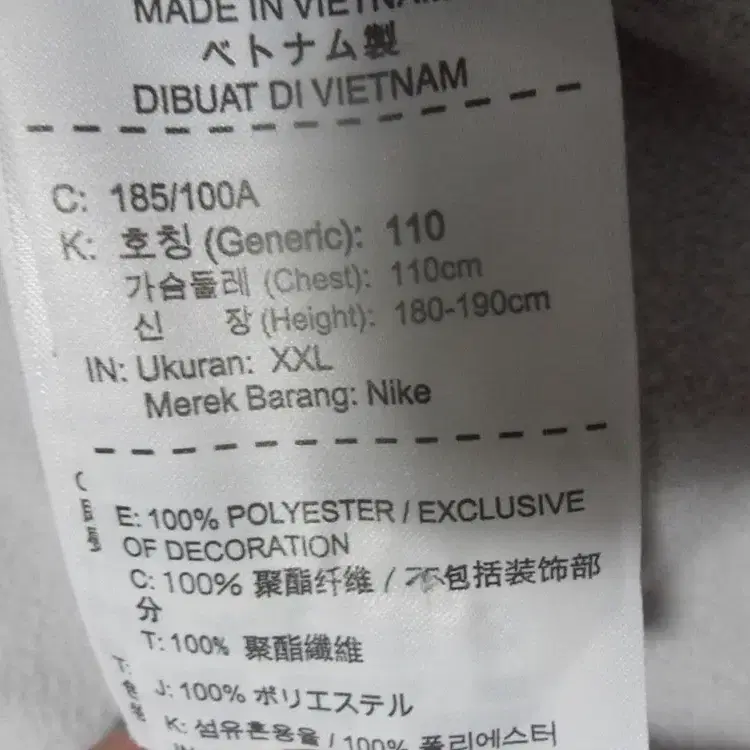 MADE IN VIETNAM
ベトナム製
DIBUAT DI VIETNAM
C: 185/100A
K: 호칭 (Generic): 110
가슴둘레 (Chest): 110cm
신 장 (Height): 180-190cm
IN: Ukuran: XXL
Merek Barang: Nike
E: 100% POLYESTER / EXCLUSIVE
OF DECORATION
C: 100% 聚酯纤维 / 不包括装饰部
分
T: 100% 聚酯纖維
J: 100% ポリエステル
K: 섬유혼용율 / 100% 폴리에스터